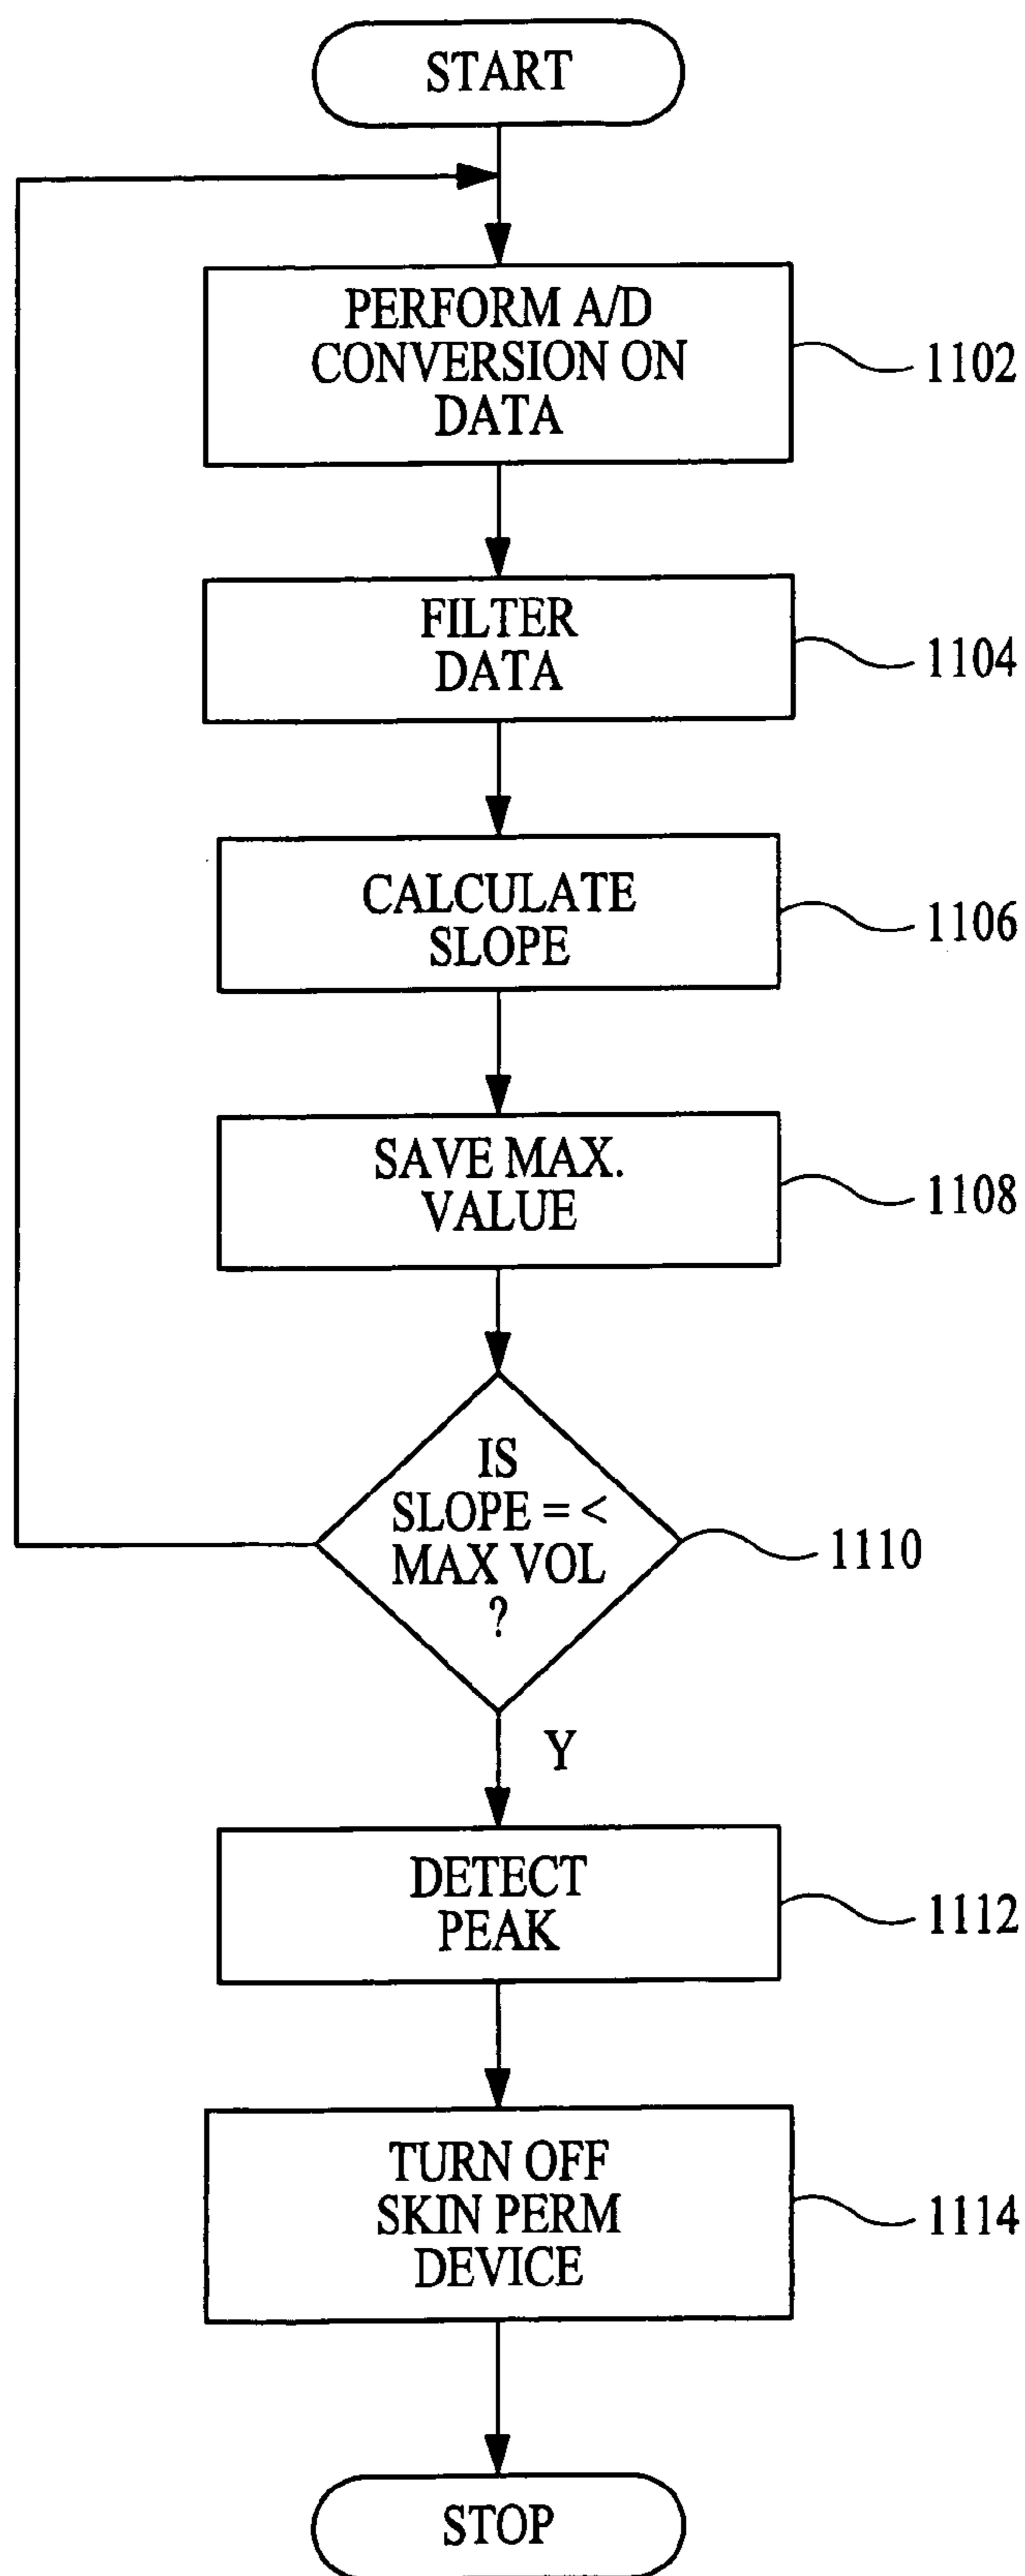 START
PERFORM A/D
CONVERSION ON
DATA
1102
FILTER
DATA
1104
CALCULATE
SLOPE
1106
SAVE MAX.
VALUE
1108
IS
SLOPE = <
MAX VOL
?
1110
Y
DETECT
PEAK
1112
TURN OFF
SKIN PERM
DEVICE
1114
STOP